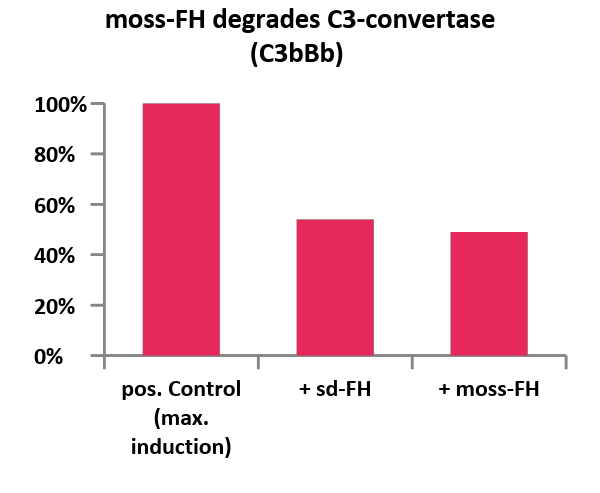 moss-FH degrades C3-convertase
(C3bBb)
100%
80%
60%
40%
20%
0%
pos. Control
(max.
induction)
+ sd-FH
+ moss-FH